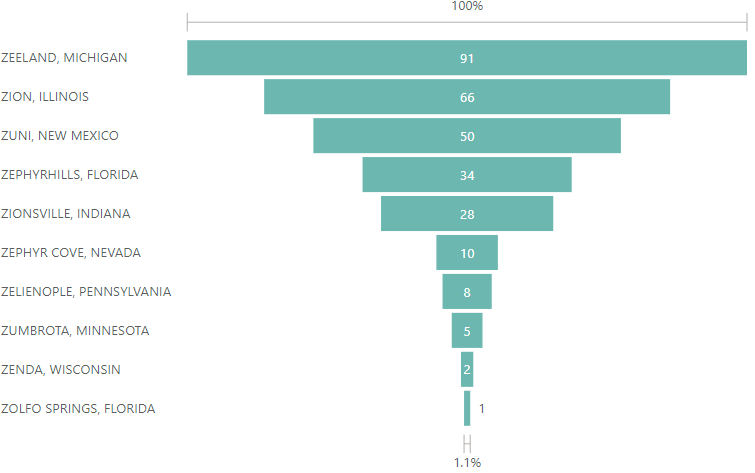 100%
ZEELAND, MICHIGAN 91
ZION, ILLINOIS 66
ZUNI, NEW MEXICO 50
ZEPHYRHILLS, FLORIDA 34
ZIONSVILLE, INDIANA 28
ZEPHYR COVE, NEVADA 10
ZELIENOPLE, PENNSYLVANIA 8
ZUMBROTA, MINNESOTA 5
ZENDA, WISCONSIN 2
ZOLFO SPRINGS, FLORIDA 1
1.1%